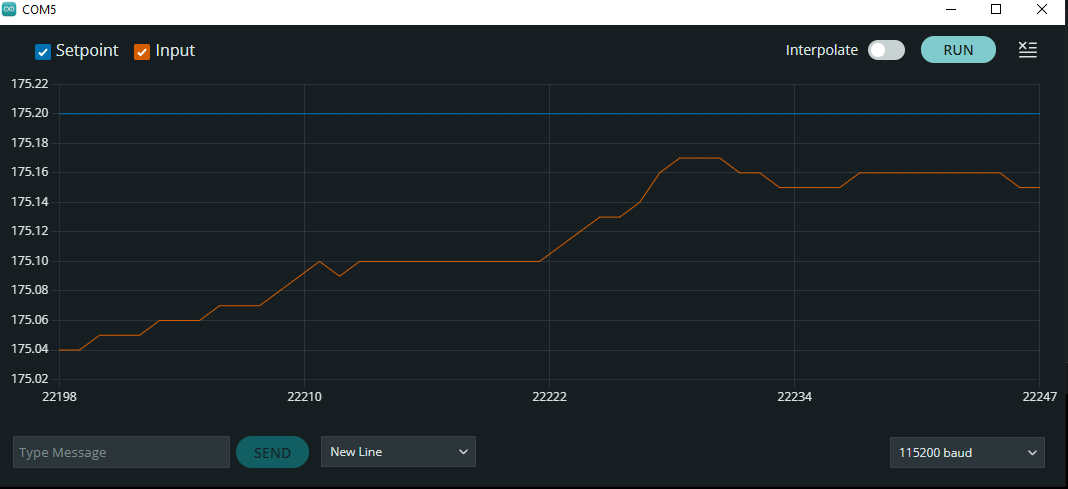 COM5
Setpoint Input Interpolate RUN
175.22
175.20
175.18
175.16
175.14
175.12
175.10
175.08
175.06
175.04
175.02
22198 22210 22222 22234 22247
Type Message SEND New Line 115200 baud